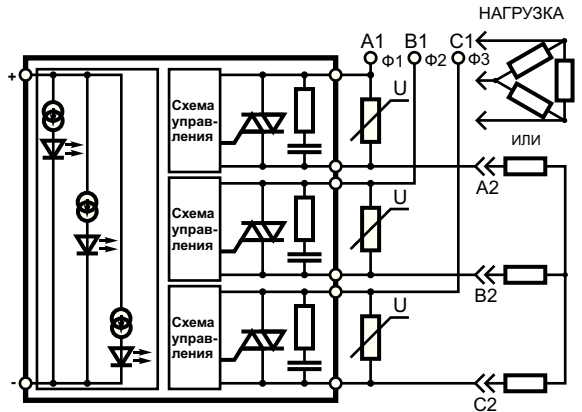 НАГРУЗКА
A1 B1 C1
Ф1 Ф2 Ф3
+
U
Схема
управ-
ления
ИЛИ
A2
U
Схема
управ-
ления
B2
U
Схема
управ-
ления
-
C2